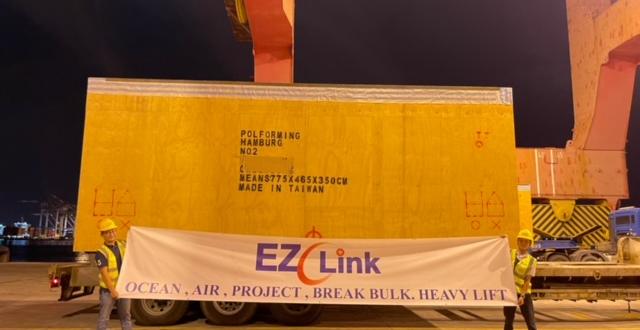 POLFORMING
HAMBURG
NO2
MEANS775X465X350CM
MADE IN TAIWAN
EZ Link
OCEAN , AIR , PROJECT , BREAK BULK. HEAVY LIFT